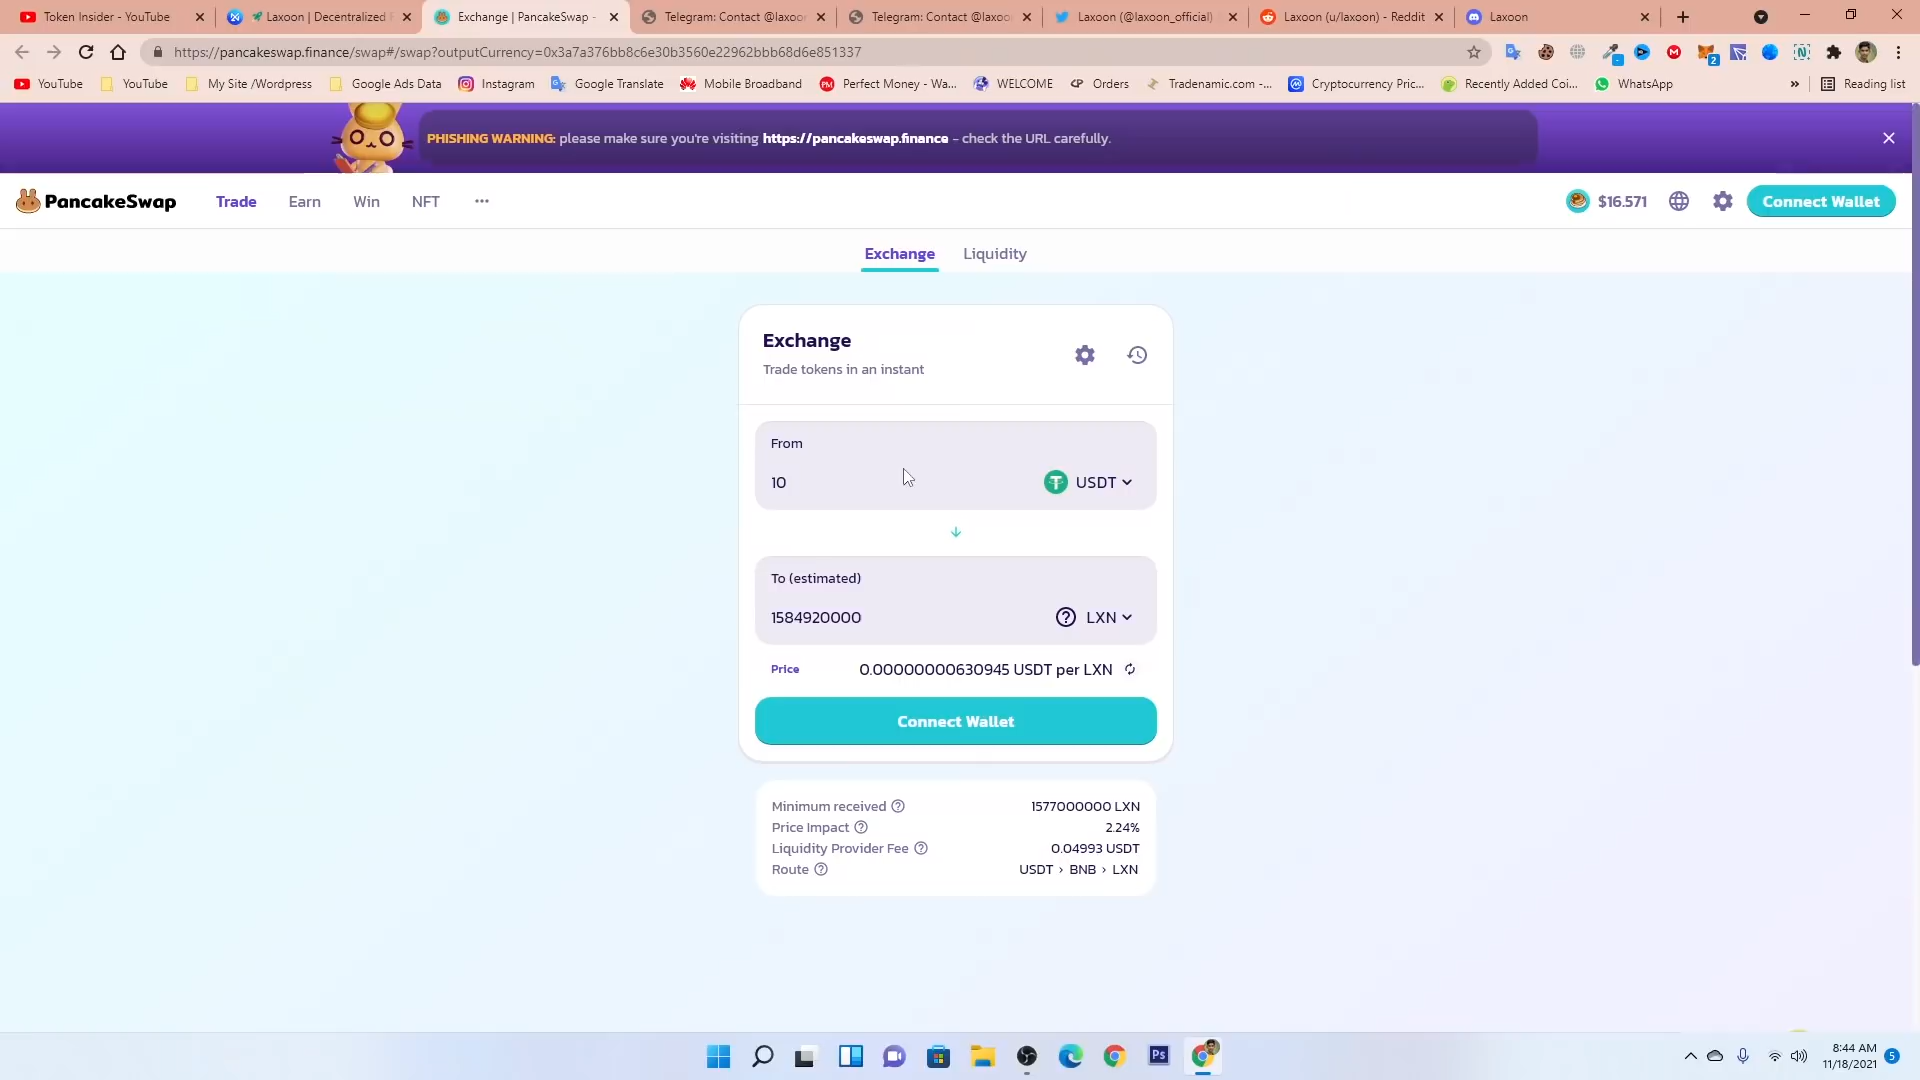 Token Insider - YouTube
Laxoon | Decentralized F
Exchange | PancakeSwap -
Telegram: Contact @laxoon
Telegram: Contact @laxoo
Laxoon (@laxoon_official)
Laxoon (u/laxoon) - Reddit
Laxoon
https://pancakeswap.finance/swap#/swap?outputCurrency=0x3a7a376bb8c6e30b3560e22962bbb68d6e851337
2
YouTube
YouTube
My Site /Wordpress
Google Ads Data
Instagram
Google Translate
Mobile Broadband
Perfect Money - Wa...
WELCOME
Orders
Tradenamic.com -...
Cryptocurrency Pric...
Recently Added Coi...
WhatsApp
»
Reading list
PHISHING WARNING: please make sure you're visiting https://pancakeswap.finance - check the URL carefully.
PancakeSwap
Trade
Earn
Win
NFT
$16.571
Connect Wallet
Exchange
Liquidity
Exchange
Trade tokens in an instant
From
10
USDT
To (estimated)
1584920000
LXN
Price
0.00000000630945 USDT per LXN
Connect Wallet
Minimum received
1577000000 LXN
Price Impact
2.24%
Liquidity Provider Fee
0.04993 USDT
Route
USDT > BNB > LXN
Ps
8:44 AM
11/18/2021
5